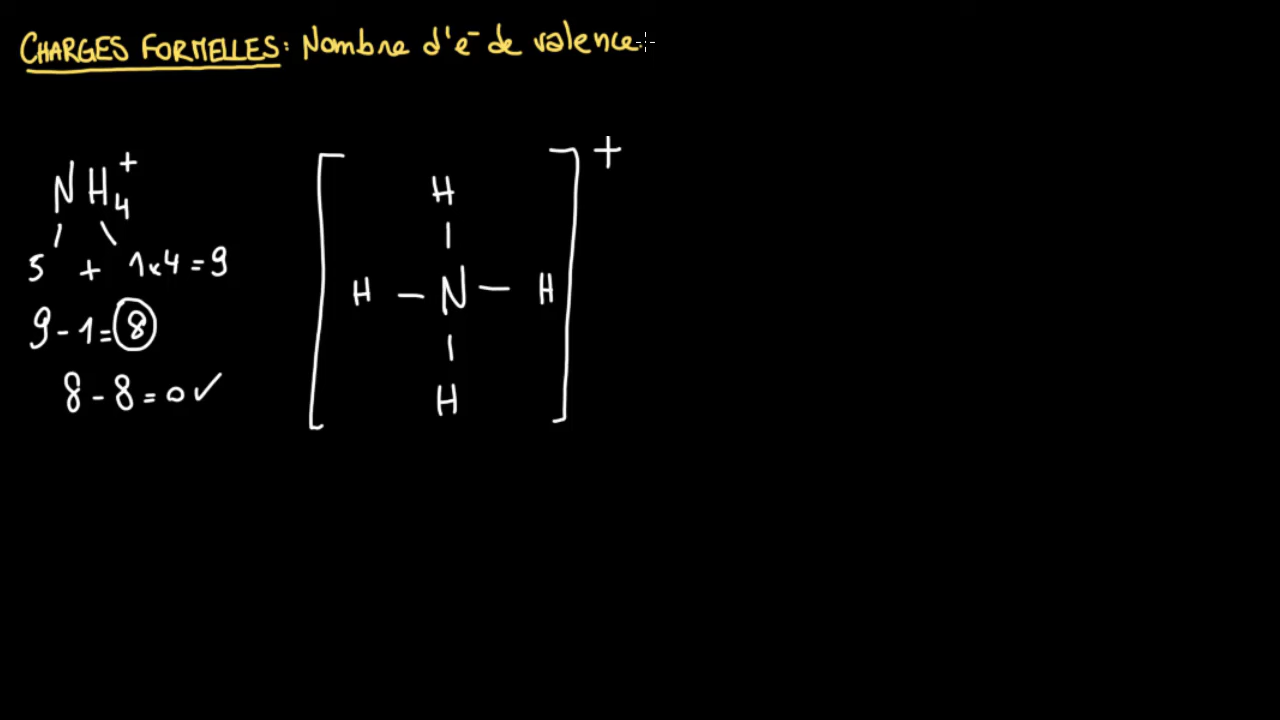 CHARGES FORMELLES: Nombre d'e⁻ de valence
NH₄⁺
5 + 1x4=9
9-1=8
8-8=0✓
[ ]⁺
H
|
H - N - H
|
H